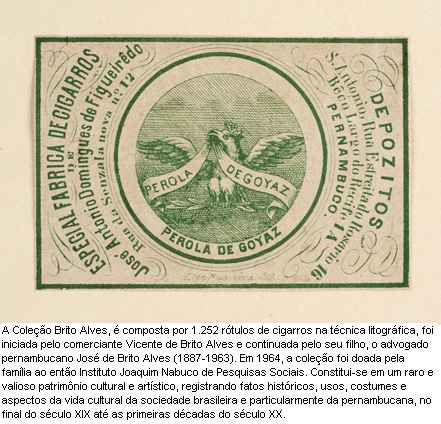 ESPECIAL FABRICA DE CIGARROS
DE
José Antonio Domingues de Figueirêdo
Rua da Senzala nova nº 12
PEROLA DE GOYAZ
PEROLA DE GOYAZ
DEPOZITOS
S. Antonio, Rua Estreita do Rosario, 16
Bêco Largo do Recife, 1 A
PERNAMBUCO
A Coleção Brito Alves, é composta por 1.252 rótulos de cigarros na técnica litográfica, foi
iniciada pelo comerciante Vicente de Brito Alves e continuada pelo seu filho, o advogado
pernambucano José de Brito Alves (1887-1963). Em 1964, a coleção foi doada pela
família ao então Instituto Joaquim Nabuco de Pesquisas Sociais. Constitui-se em um raro e
valioso patrimônio cultural e artístico, registrando fatos históricos, usos, costumes e
aspectos da vida cultural da sociedade brasileira e particularmente da pernambucana, no
final do século XIX até as primeiras décadas do século XX.